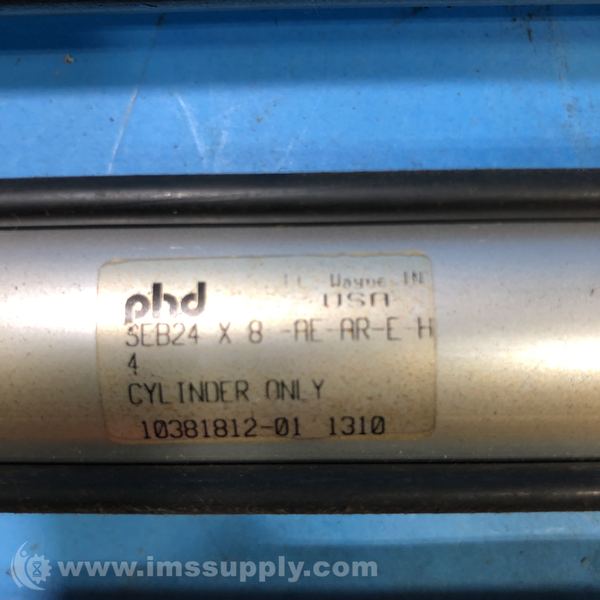 phd Ft. Wayne IN
USA
SEB24 X 8 -AE-AR-E-H
4
CYLINDER ONLY
10381812-01 1310
www.imssupply.com